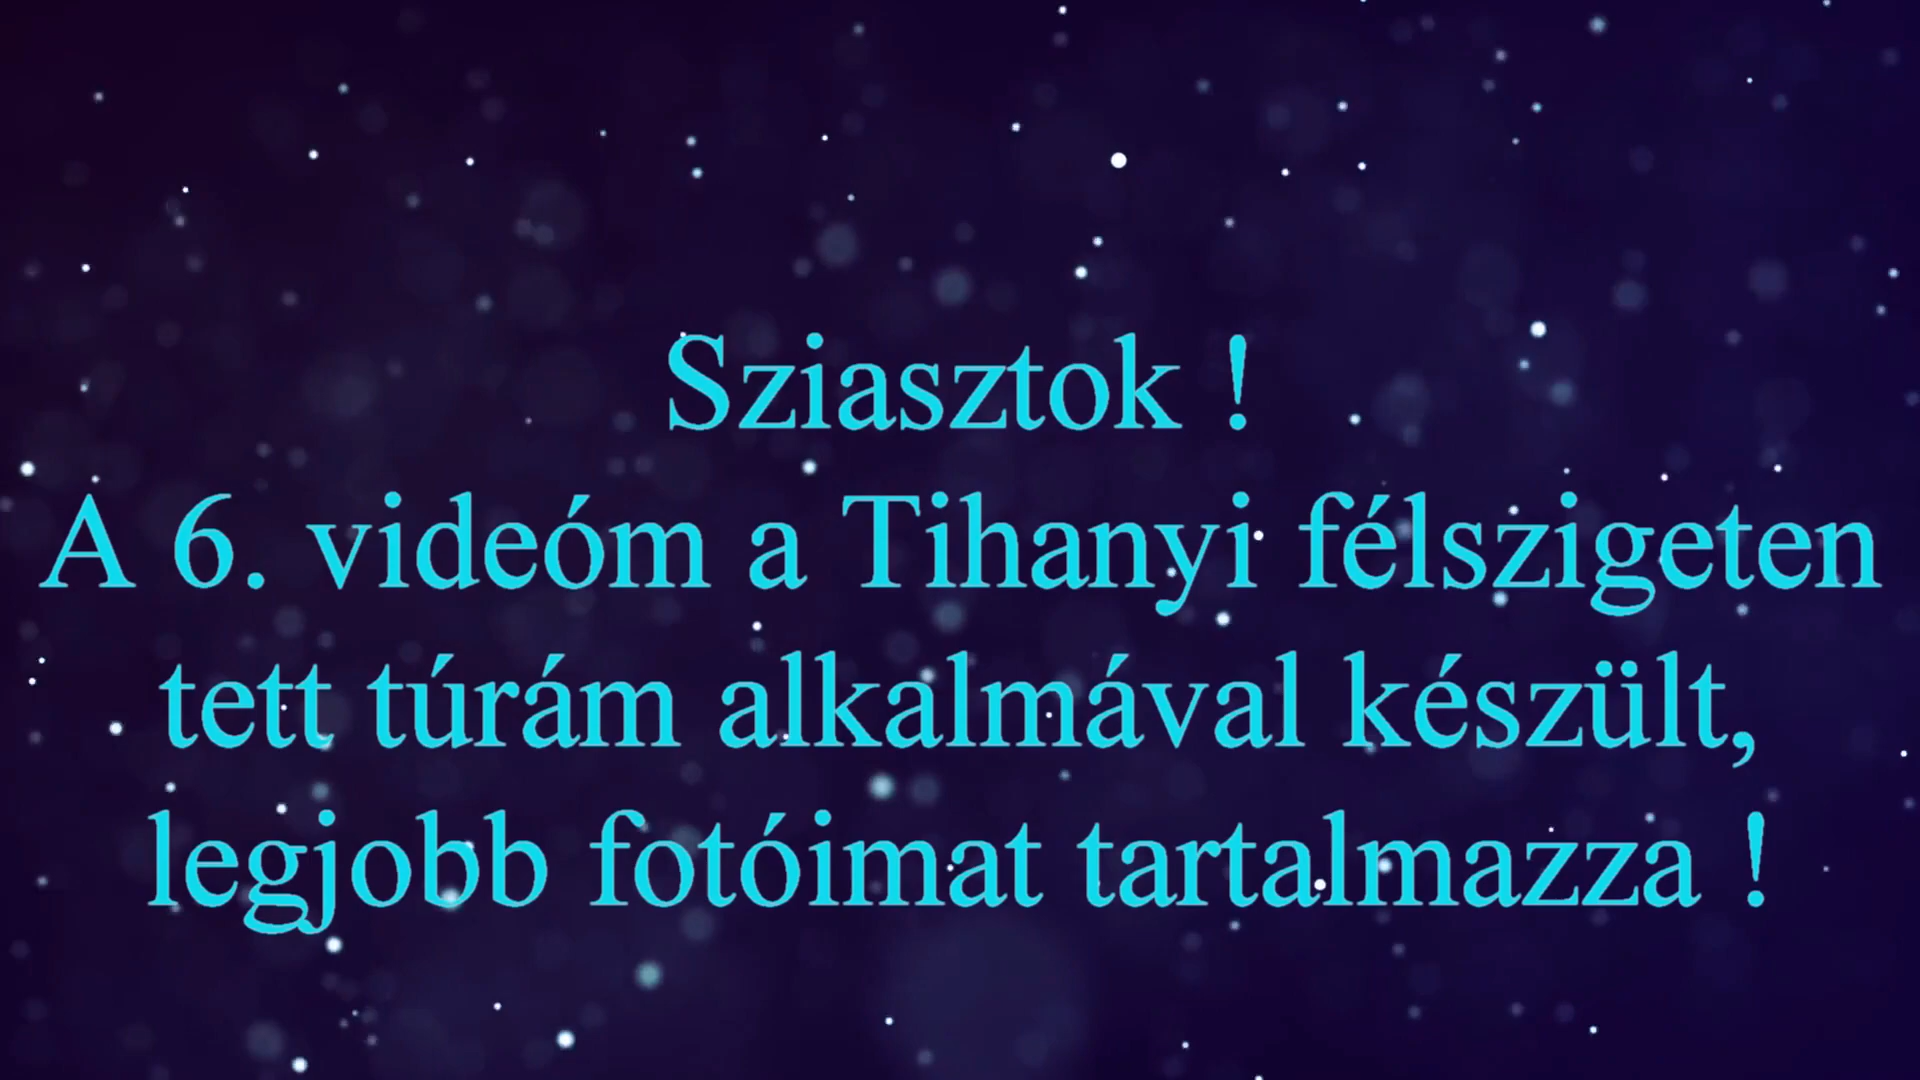 Sziasztok !
A 6. videóm a Tihanyi félszigeten
tett túrám alkalmával készült,
legjobb fotóimat tartalmazza !